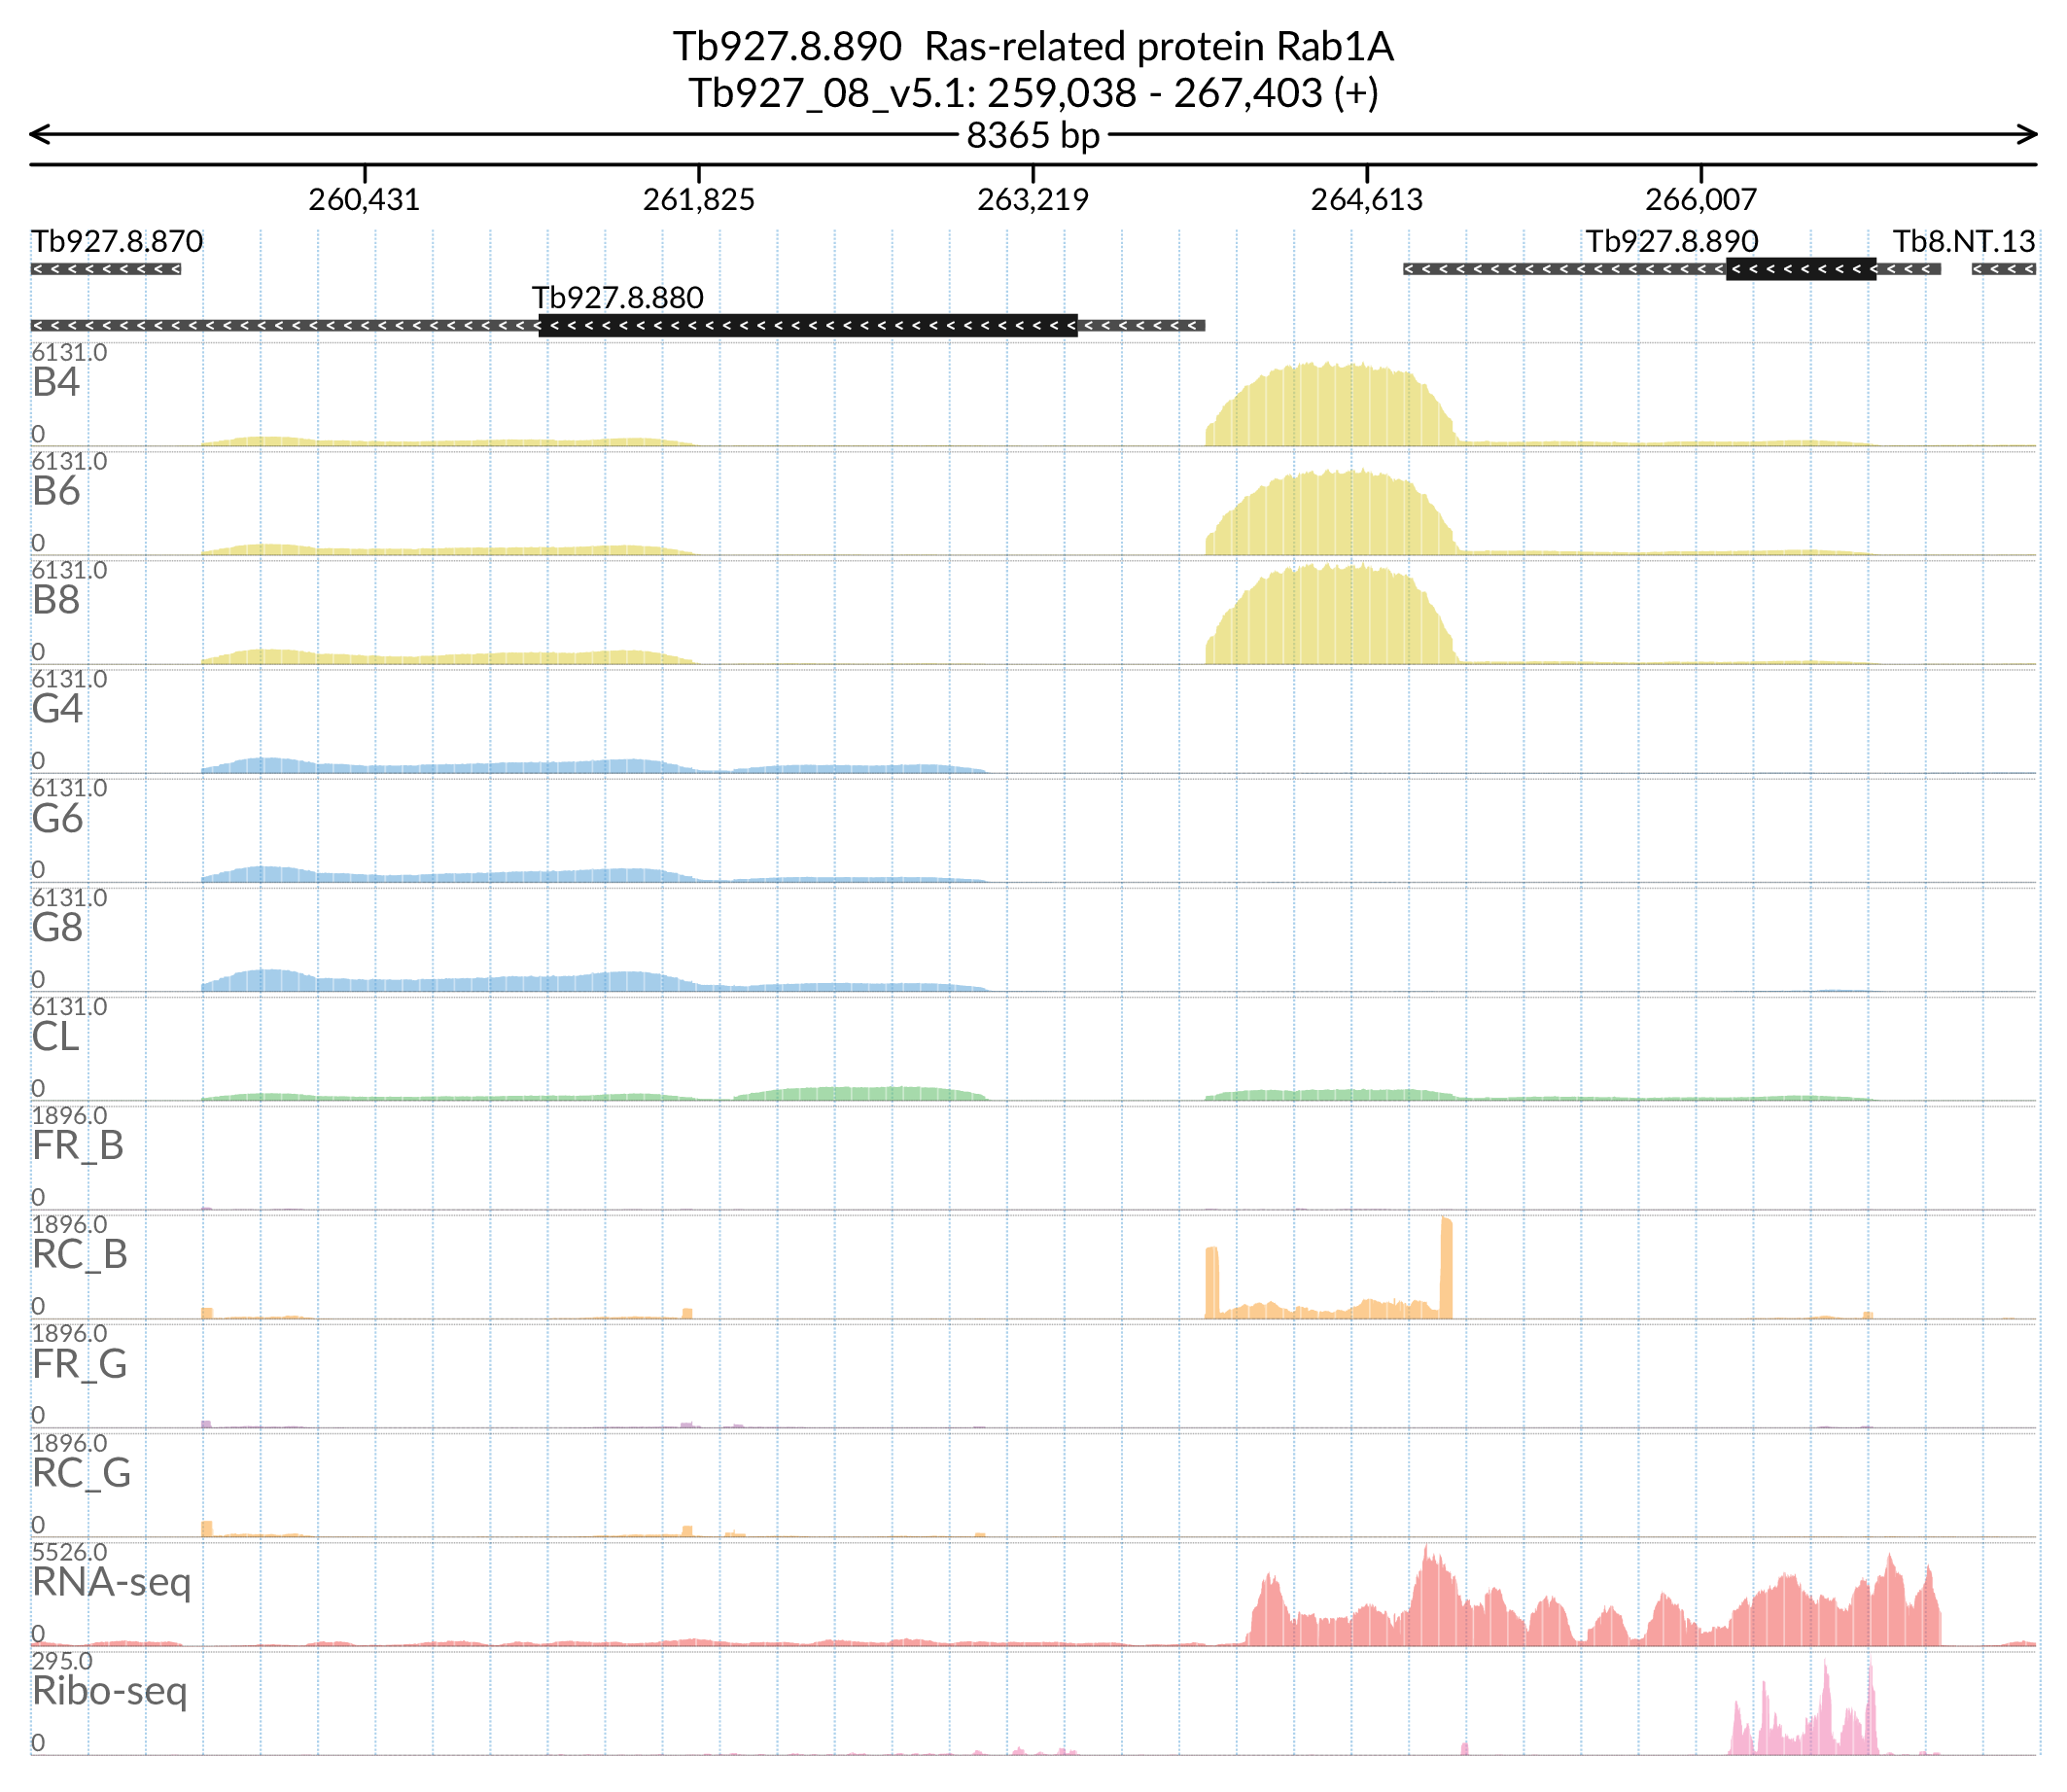 Tb927.8.890 Ras-related protein Rab1A
Tb927_08_v5.1: 259,038 - 267,403 (+)
8365 bp
260,431 261,825 263,219 264,613 266,007
Tb927.8.870 Tb927.8.890 Tb8.NT.13
Tb927.8.880
6131.0
B4
0
6131.0
B6
0
6131.0
B8
0
6131.0
G4
0
6131.0
G6
0
6131.0
G8
0
6131.0
CL
0
1896.0
FR_B
0
1896.0
RC_B
0
1896.0
FR_G
0
1896.0
RC_G
0
5526.0
RNA-seq
0
295.0
Ribo-seq
0